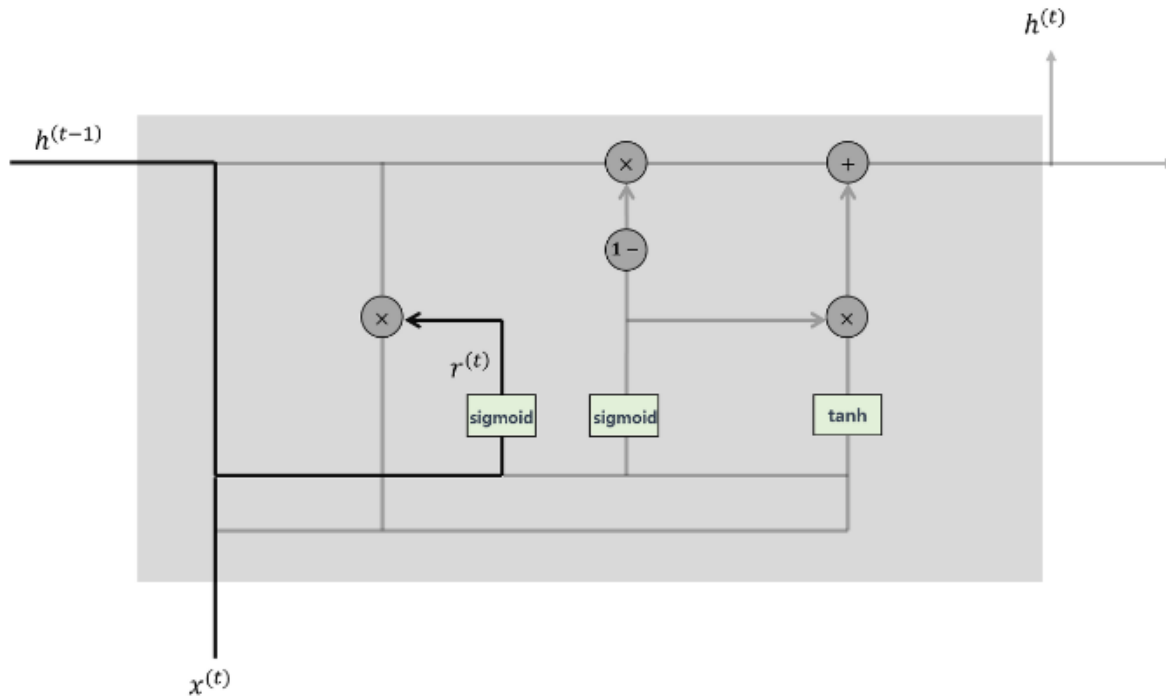 h^{(t)}
h^{(t−1)}
×
+
1 −
×
×
r^{(t)}
sigmoid
sigmoid
tanh
x^{(t)}